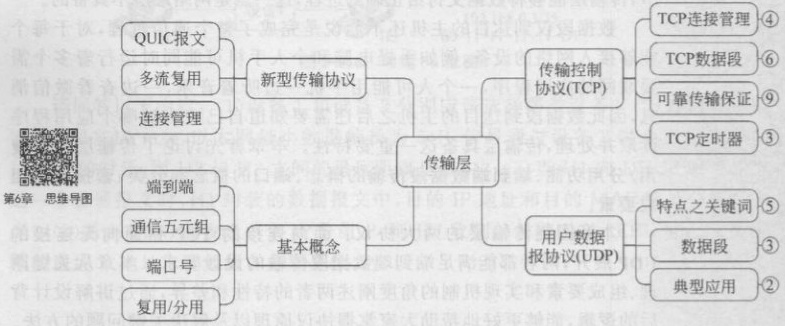 QUIC报文
多流复用
连接管理
新型传输协议
传输层
传输控制
协议(TCP)
TCP连接管理 ④
TCP数据段 ⑥
可靠传输保证 ⑨
TCP定时器 ③
第6章 思维导图
端到端
通信五元组
端口号
复用/分用
基本概念
用户数据
报协议(UDP)
特点之关键词 ⑤
数据段 ③
典型应用 ②